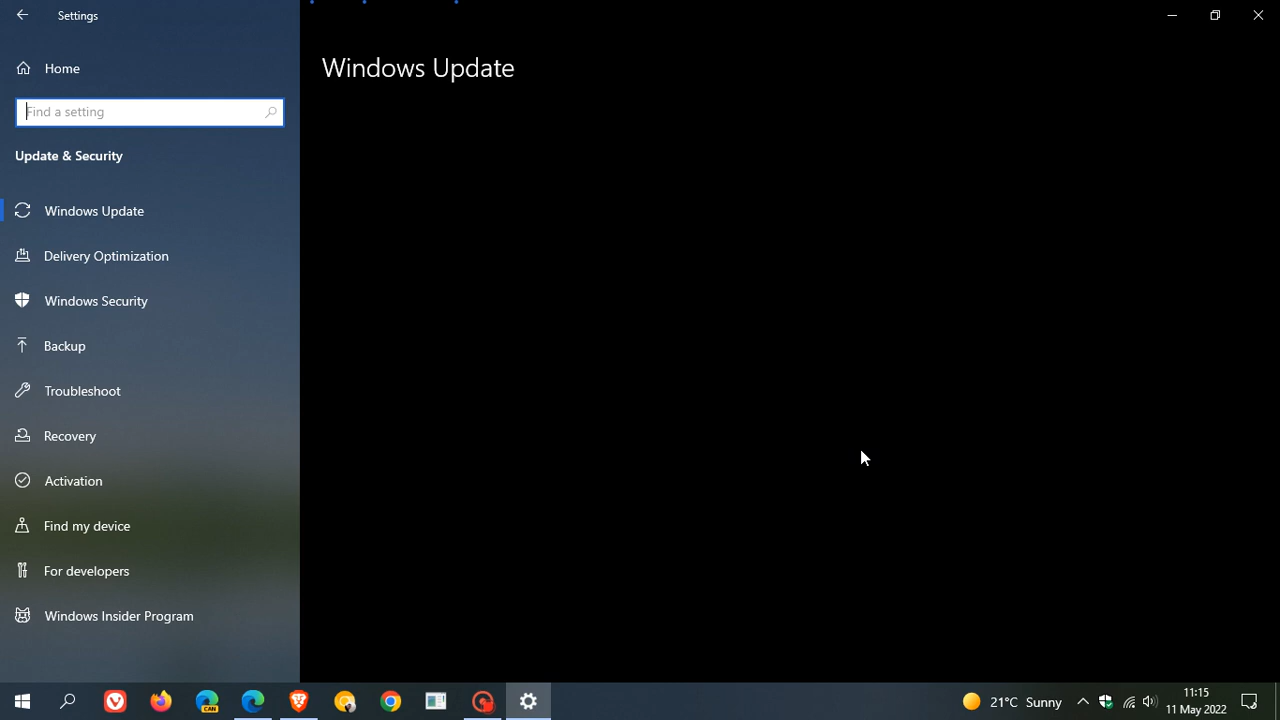 Settings
Home
Find a setting
Update & Security
Windows Update
Delivery Optimization
Windows Security
Backup
Troubleshoot
Recovery
Activation
Find my device
For developers
Windows Insider Program
Windows Update
CAN
21°C Sunny
11:15
11 May 2022